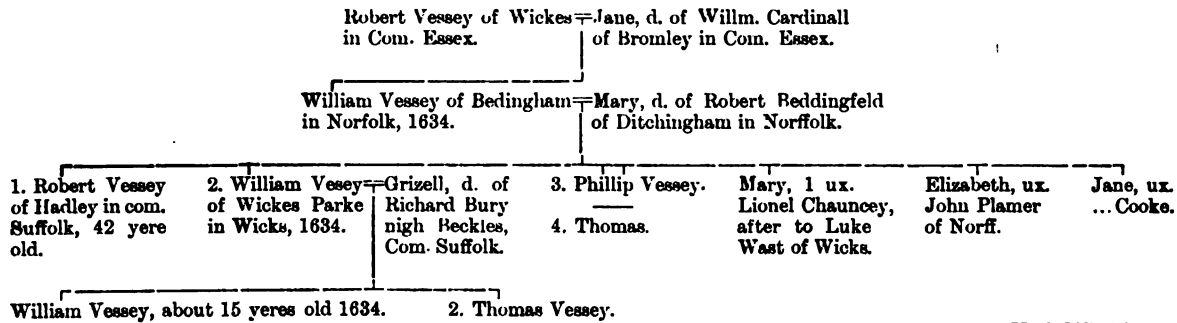 Robert Vessey of Wickes=Jane, d. of Willm. Cardinall
in Com. Essex. of Bromley in Com. Essex.
William Vessey of Bedingham=Mary, d. of Robert Beddingfeld
in Norfolk, 1634. of Ditchingham in Norffolk.
1. Robert Vessey
of Hadley in com.
Suffolk, 42 yere
old.
2. William Vesey=Grizell, d. of
of Wickes Parke Richard Bury
in Wicks, 1634. nigh Beckles,
Com. Suffolk.
3. Phillip Vessey.
4. Thomas.
Mary, 1 ux.
Lionel Chauncey,
after to Luke
Wast of Wicks.
Elizabeth, ux.
John Plamer
of Norff.
Jane, ux.
...Cooke.
William Vessey, about 15 yeres old 1634. 2. Thomas Vessey.